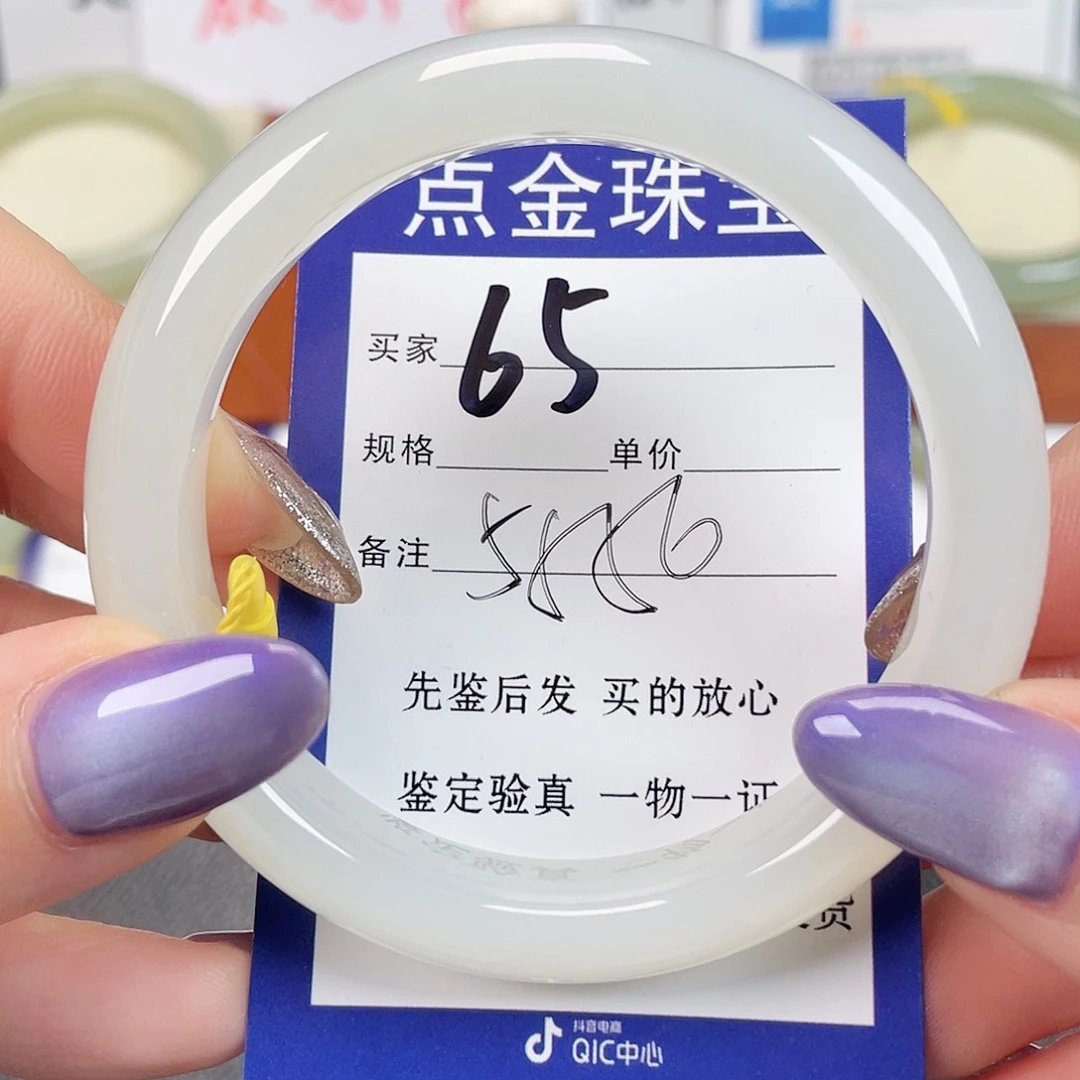 点金珠宝
买家 65
规格 单价
备注
先鉴后发 买的放心
鉴定验真 一物一证
货
抖音电商
QIC中心